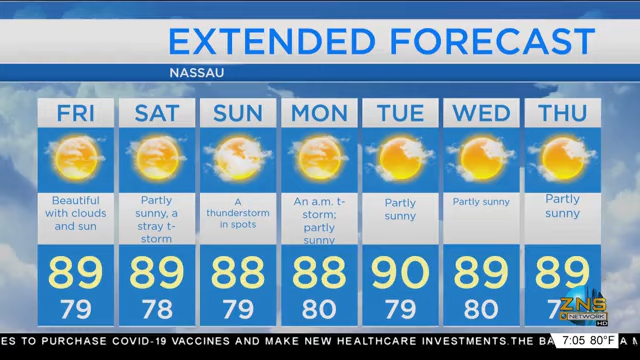 EXTENDED FORECAST
NASSAU
FRI SAT SUN MON TUE WED THU
Beautiful
with clouds
and sun
Partly
sunny, a
stray t-
storm
A
thunderstorm
in spots
An a.m. t-
storm;
partly
sunny
Partly
sunny
Partly sunny
Partly
sunny
89 89 88 88 90 89 89
79 78 79 80 79 80
ZNS
NETWORK
HD
ES TO PURCHASE COVID-19 VACCINES AND MAKE NEW HEALTHCARE INVESTMENTS.THE BA
7:05 80°F